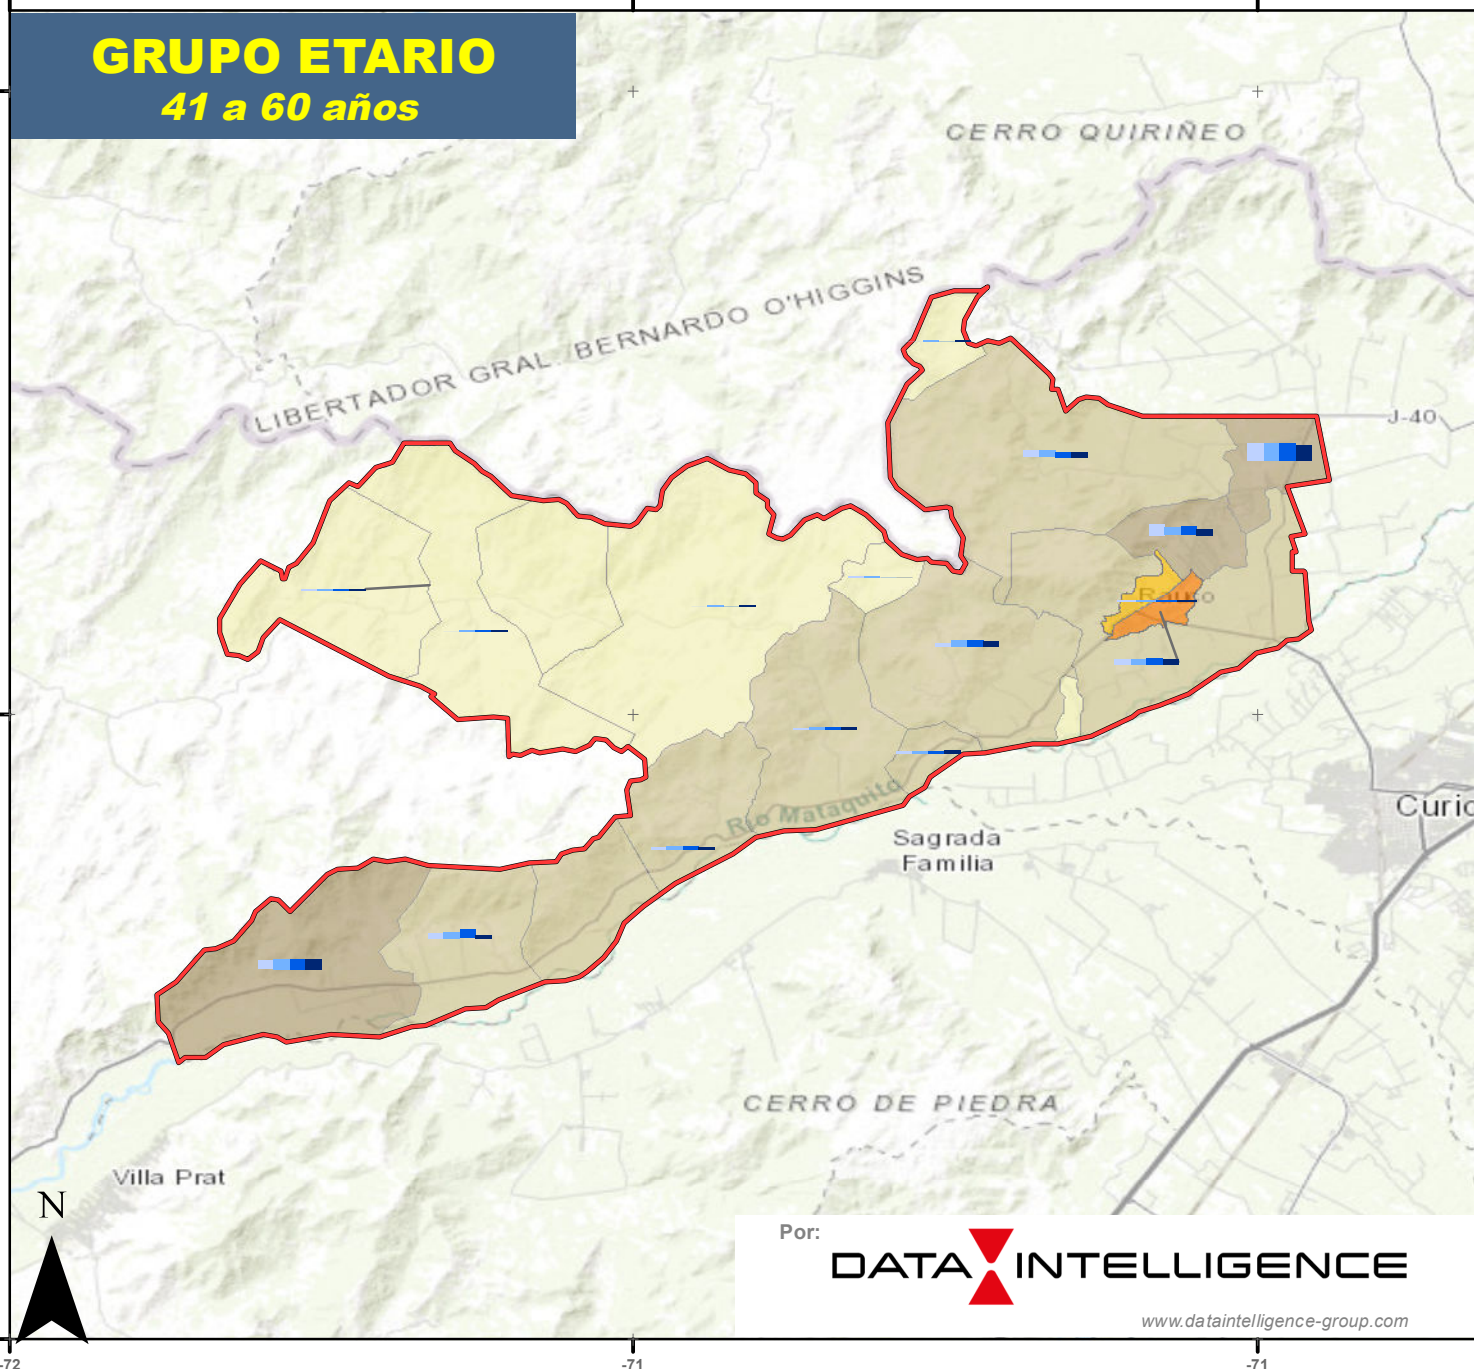 GRUPO ETARIO
41 a 60 años
CERRO QUIRIÑEO
LIBERTADOR GRAL. BERNARDO O'HIGGINS
J-40
Rauco
Río Mataquito
Sagrada
Familia
Curic
CERRO DE PIEDRA
Villa Prat
N
Por:
DATA INTELLIGENCE
www.dataintelligence-group.com
-72
-71
-71